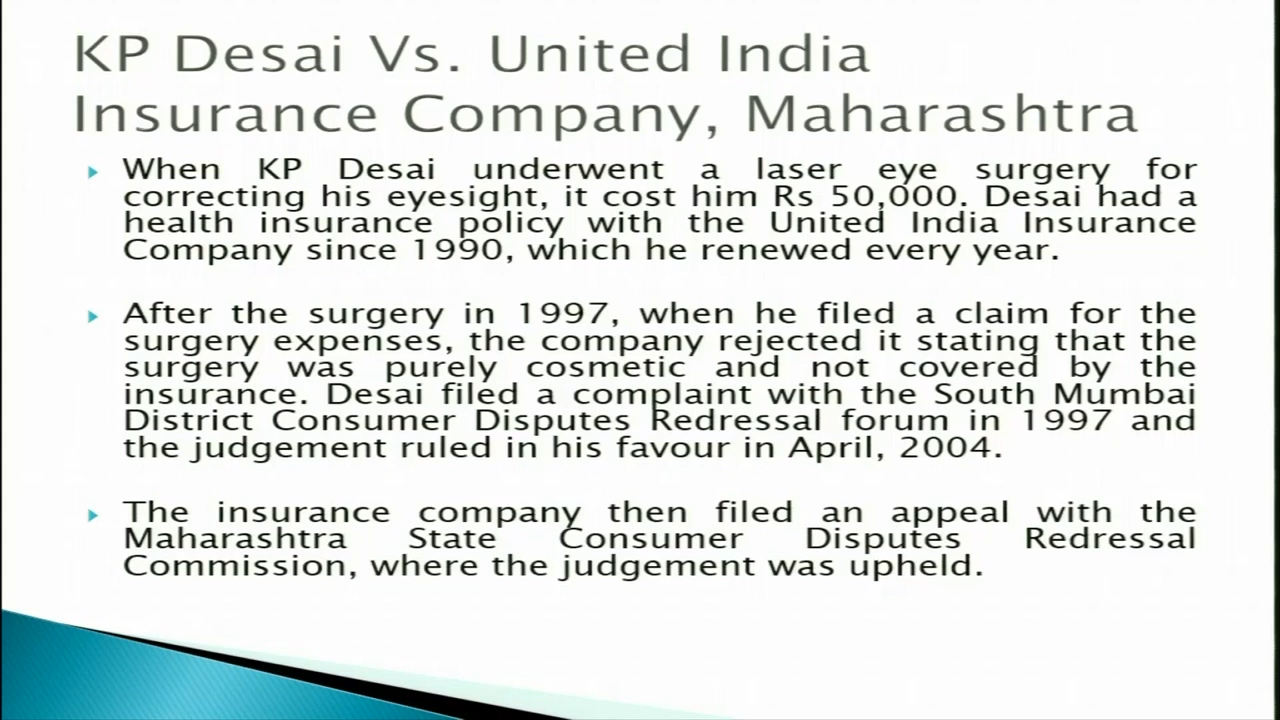 KP Desai Vs. United India
Insurance Company, Maharashtra
When KP Desai underwent a laser eye surgery for
correcting his eyesight, it cost him Rs 50,000. Desai had a
health insurance policy with the United India Insurance
Company since 1990, which he renewed every year.
After the surgery in 1997, when he filed a claim for the
surgery expenses, the company rejected it stating that the
surgery was purely cosmetic and not covered by the
insurance. Desai filed a complaint with the South Mumbai
District Consumer Disputes Redressal forum in 1997 and
the judgement ruled in his favour in April, 2004.
The insurance company then filed an appeal with the
Maharashtra State Consumer Disputes Redressal
Commission, where the judgement was upheld.